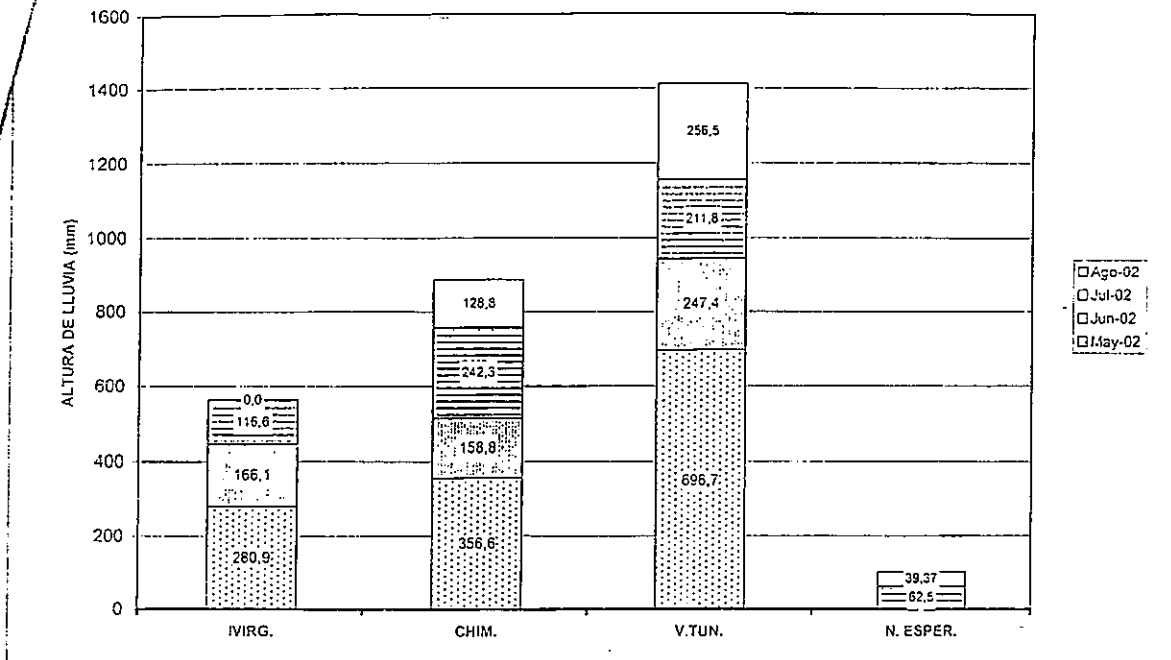 1600
1400
1200
1000
800
600
400
200
0
ALTURA DE LLUVIA (mm)
0,0
116,6
166,1
280,9
128,8
242,3
158,8
356,6
256,5
211,8
247,4
696,7
39,37
62,5
IVIRG.
CHIM.
V.TUN.
N. ESPER.
Ago-02
Jul-02
Jun-02
May-02